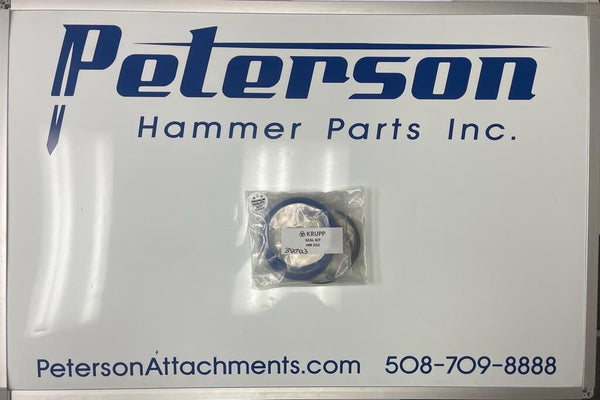 Peterson
Hammer Parts Inc.
KRUPP
SEAL KIT
PetersonAttachments.com 508-709-8888